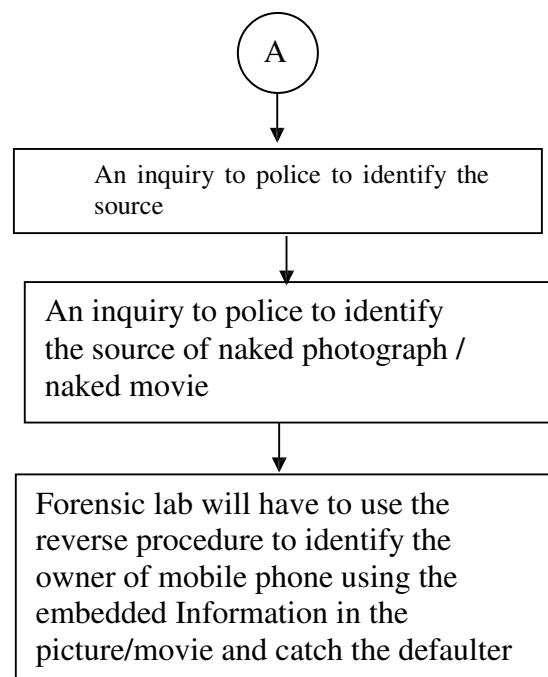 A
An inquiry to police to identify the
source
An inquiry to police to identify
the source of naked photograph /
naked movie
Forensic lab will have to use the
reverse procedure to identify the
owner of mobile phone using the
embedded Information in the
picture/movie and catch the defaulter